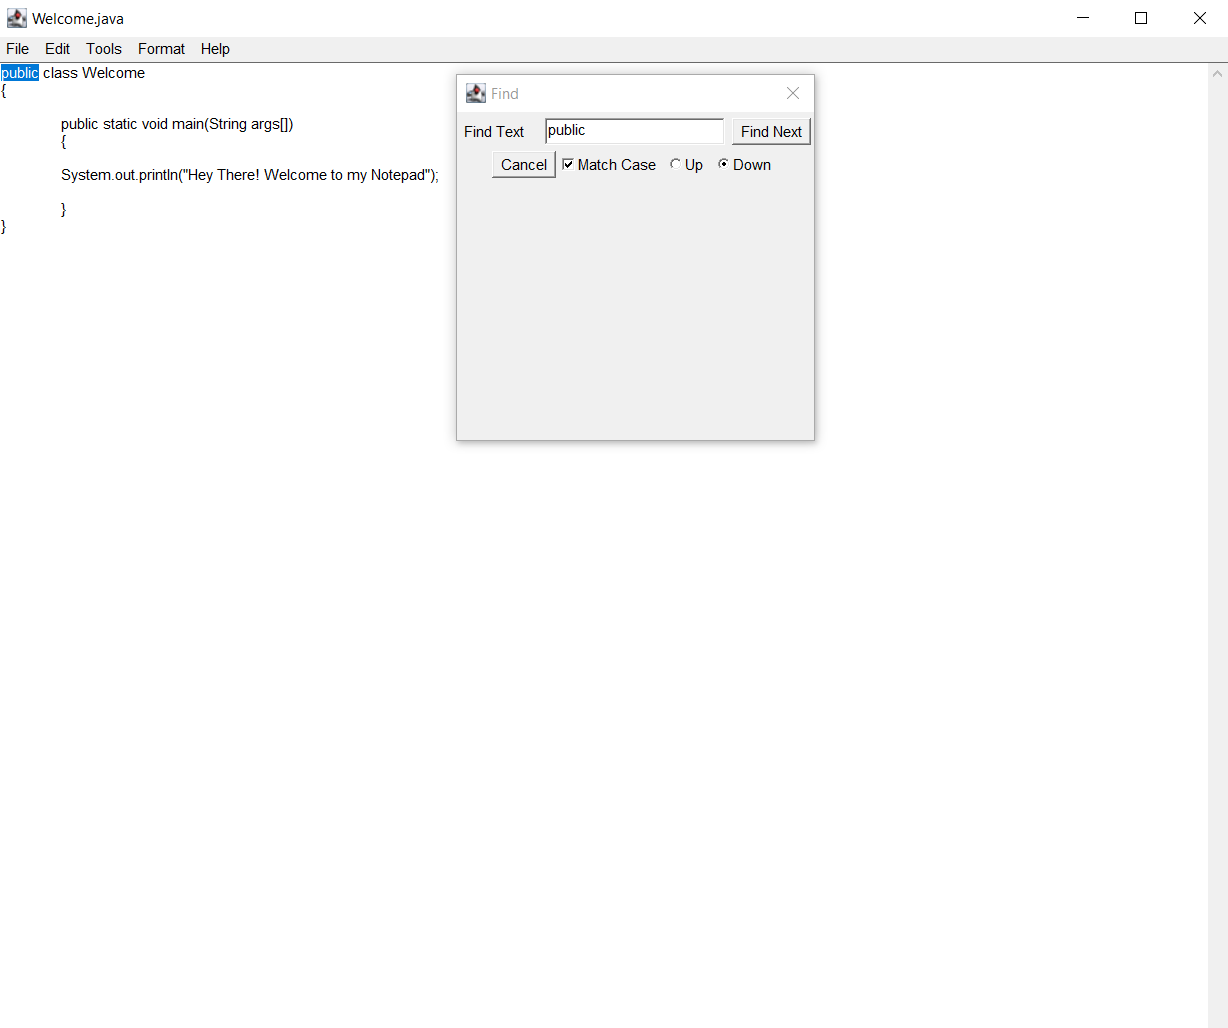 Welcome.java
File Edit Tools Format Help
public class Welcome
{
public static void main(String args[])
{
System.out.println("Hey There! Welcome to my Notepad");
}
}
Find
Find Text public Find Next
Cancel Match Case Up Down